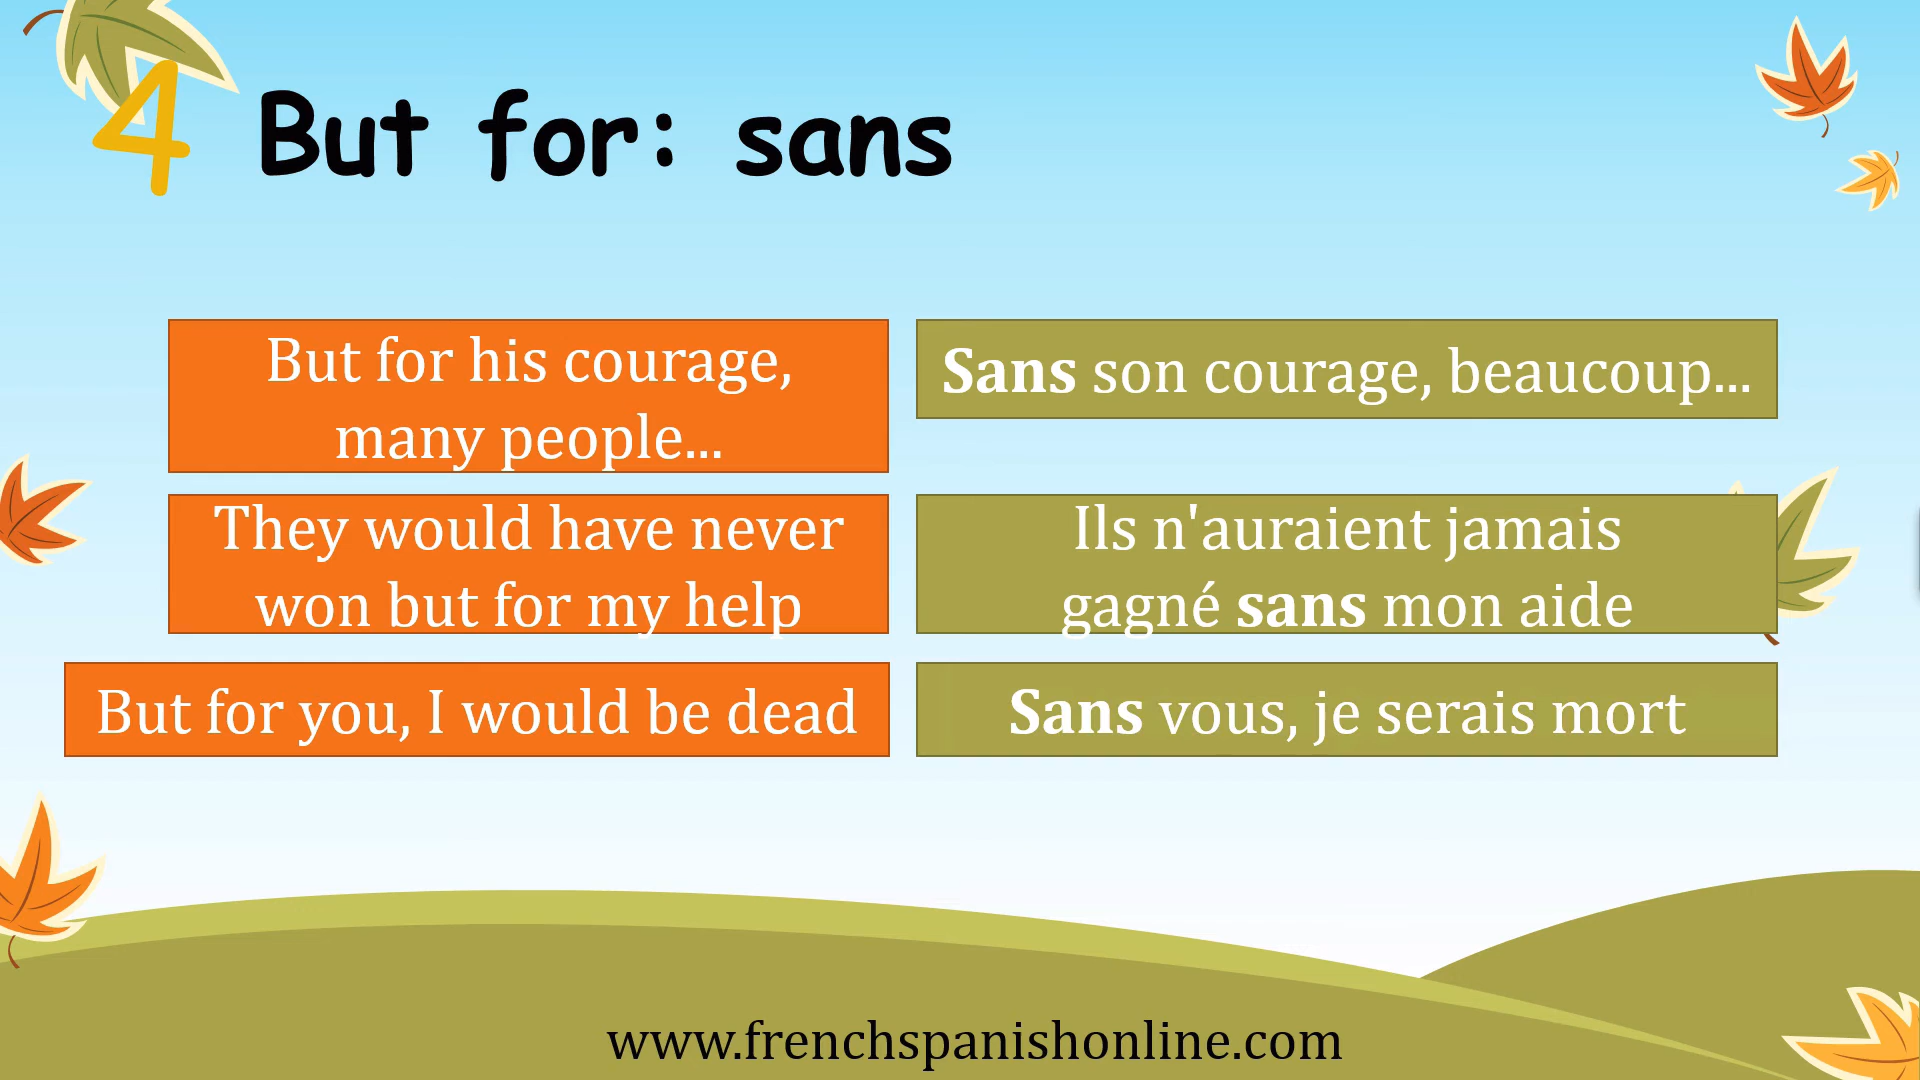 4 But for: sans
But for his courage,
many people...
Sans son courage, beaucoup...
They would have never
won but for my help
Ils n'auraient jamais
gagné sans mon aide
But for you, I would be dead
Sans vous, je serais mort
www.frenchspanishonline.com